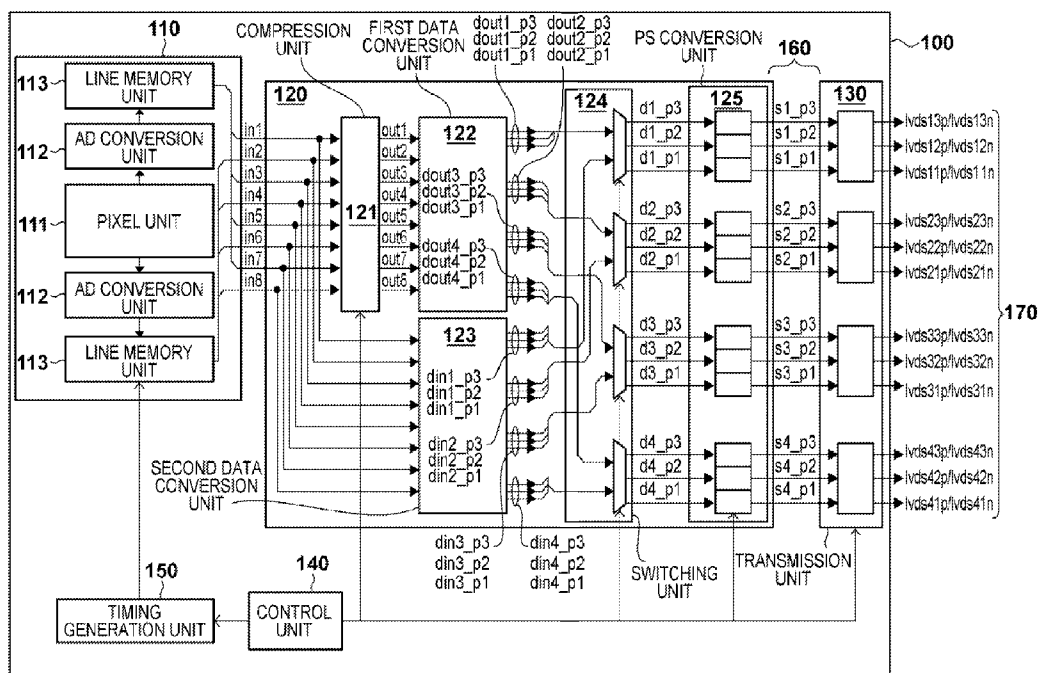 110
COMPRESSION
UNIT
FIRST DATA
CONVERSION
UNIT
dout1_p3
dout1_p2
dout1_p1
dout2_p3
dout2_p2
dout2_p1
PS CONVERSION
UNIT
160
100
113
LINE MEMORY
UNIT
112
AD CONVERSION
UNIT
111
PIXEL UNIT
112
AD CONVERSION
UNIT
113
LINE MEMORY
UNIT
120
in1
in2
in3
in4
in5
in6
in7
in8
121
out1
out2
out3
out4
out5
out6
out7
out8
122
dout3_p3
dout3_p2
dout3_p1
dout4_p3
dout4_p2
dout4_p1
123
din1_p3
din1_p2
din1_p1
din2_p3
din2_p2
din2_p1
124
d1_p3
d1_p2
d1_p1
d2_p3
d2_p2
d2_p1
d3_p3
d3_p2
d3_p1
d4_p3
d4_p2
d4_p1
125
s1_p3
s1_p2
s1_p1
s2_p3
s2_p2
s2_p1
s3_p3
s3_p2
s3_p1
s4_p3
s4_p2
s4_p1
130
lvds13p/lvds13n
lvds12p/lvds12n
lvds11p/lvds11n
lvds23p/lvds23n
lvds22p/lvds22n
lvds21p/lvds21n
lvds33p/lvds33n
lvds32p/lvds32n
lvds31p/lvds31n
lvds43p/lvds43n
lvds42p/lvds42n
lvds41p/lvds41n
170
SECOND DATA
CONVERSION
UNIT
din3_p3
din3_p2
din3_p1
din4_p3
din4_p2
din4_p1
SWITCHING
UNIT
TRANSMISSION
UNIT
150
TIMING
GENERATION UNIT
140
CONTROL
UNIT